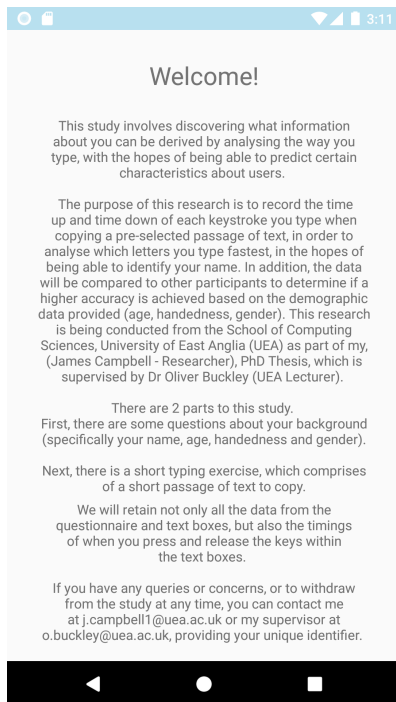 3:11
Welcome!
This study involves discovering what information
about you can be derived by analysing the way you
type, with the hopes of being able to predict certain
characteristics about users.
The purpose of this research is to record the time
up and time down of each keystroke you type when
copying a pre-selected passage of text, in order to
analyse which letters you type fastest, in the hopes of
being able to identify your name. In addition, the data
will be compared to other participants to determine if a
higher accuracy is achieved based on the demographic
data provided (age, handedness, gender). This research
is being conducted from the School of Computing
Sciences, University of East Anglia (UEA) as part of my,
(James Campbell - Researcher), PhD Thesis, which is
supervised by Dr Oliver Buckley (UEA Lecturer).
There are 2 parts to this study.
First, there are some questions about your background
(specifically your name, age, handedness and gender).
Next, there is a short typing exercise, which comprises
of a short passage of text to copy.
We will retain not only all the data from the
questionnaire and text boxes, but also the timings
of when you press and release the keys within
the text boxes.
If you have any queries or concerns, or to withdraw
from the study at any time, you can contact me
at j.campbell1@uea.ac.uk or my supervisor at
o.buckley@uea.ac.uk, providing your unique identifier.